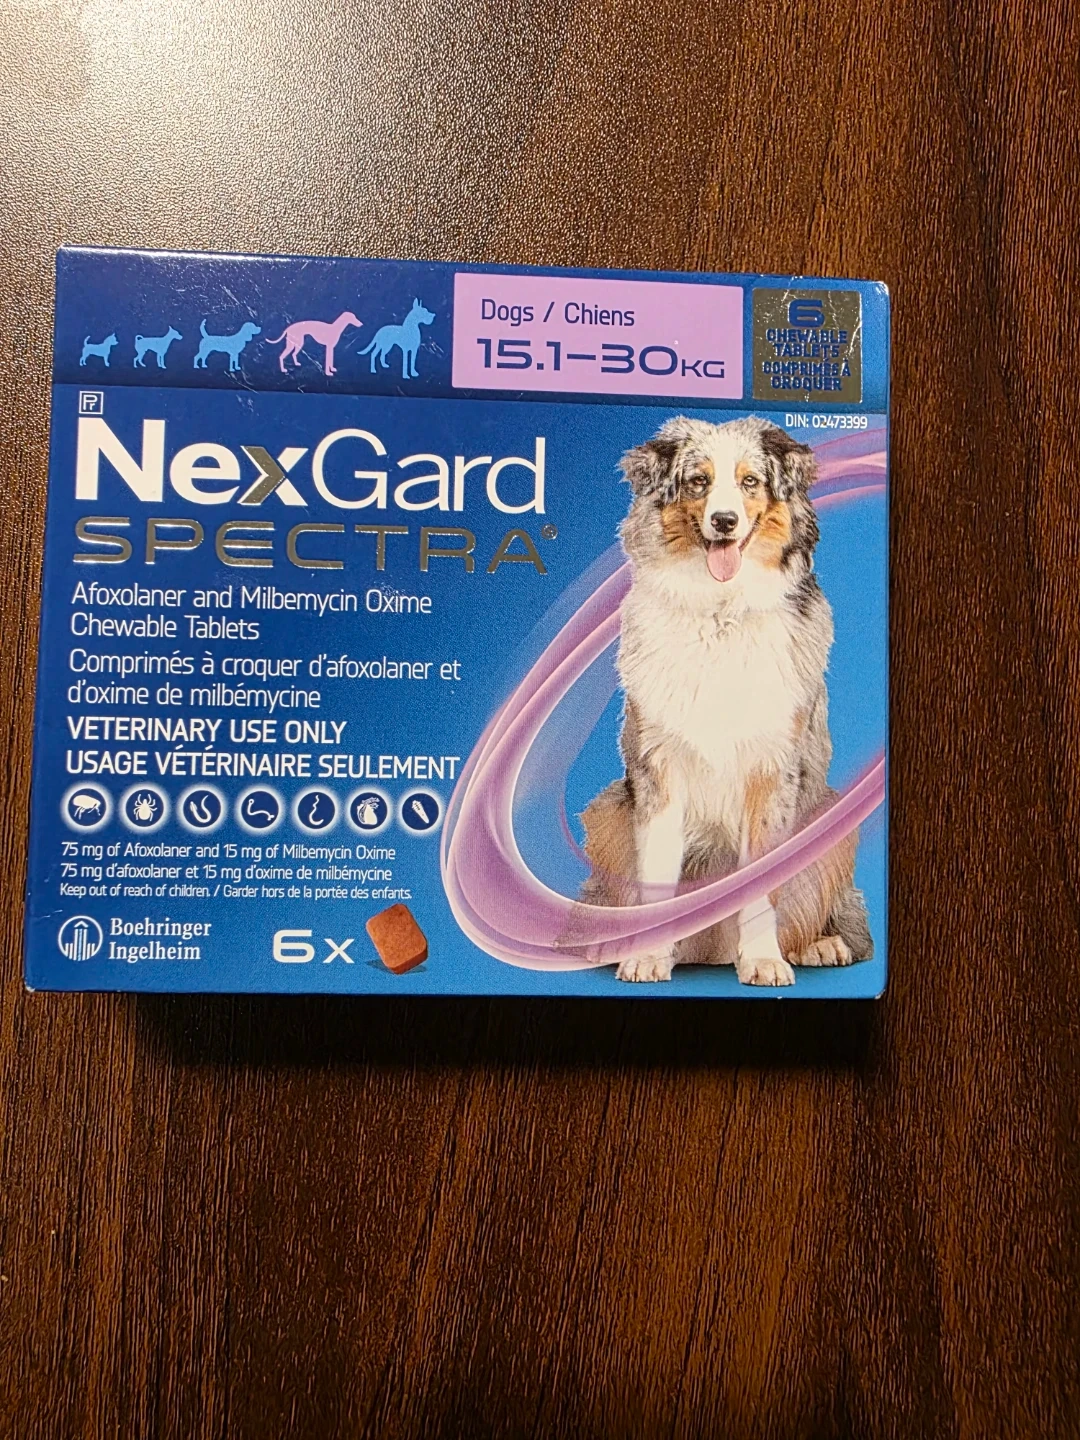 Dogs / Chiens
15.1–30KG
6
CHEWABLE
TABLETS
COMPRIMÉS À
CROQUER
DIN: 02473399
Pr
NexGard
SPECTRA®
Afoxolaner and Milbemycin Oxime
Chewable Tablets
Comprimés à croquer d'afoxolaner et
d'oxime de milbémycine
VETERINARY USE ONLY
USAGE VÉTÉRINAIRE SEULEMENT
75 mg of Afoxolaner and 15 mg of Milbemycin Oxime
75 mg d'afoxolaner et 15 mg d'oxime de milbémycine
Keep out of reach of children. / Garder hors de la portée des enfants.
Boehringer
Ingelheim
6 x